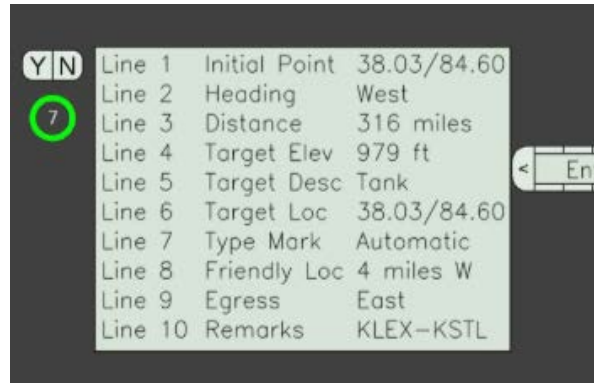 Y N
7
Line 1 Initial Point 38.03/84.60
Line 2 Heading West
Line 3 Distance 316 miles
Line 4 Target Elev 979 ft
Line 5 Target Desc Tank
Line 6 Target Loc 38.03/84.60
Line 7 Type Mark Automatic
Line 8 Friendly Loc 4 miles W
Line 9 Egress East
Line 10 Remarks KLEX-KSTL
< En